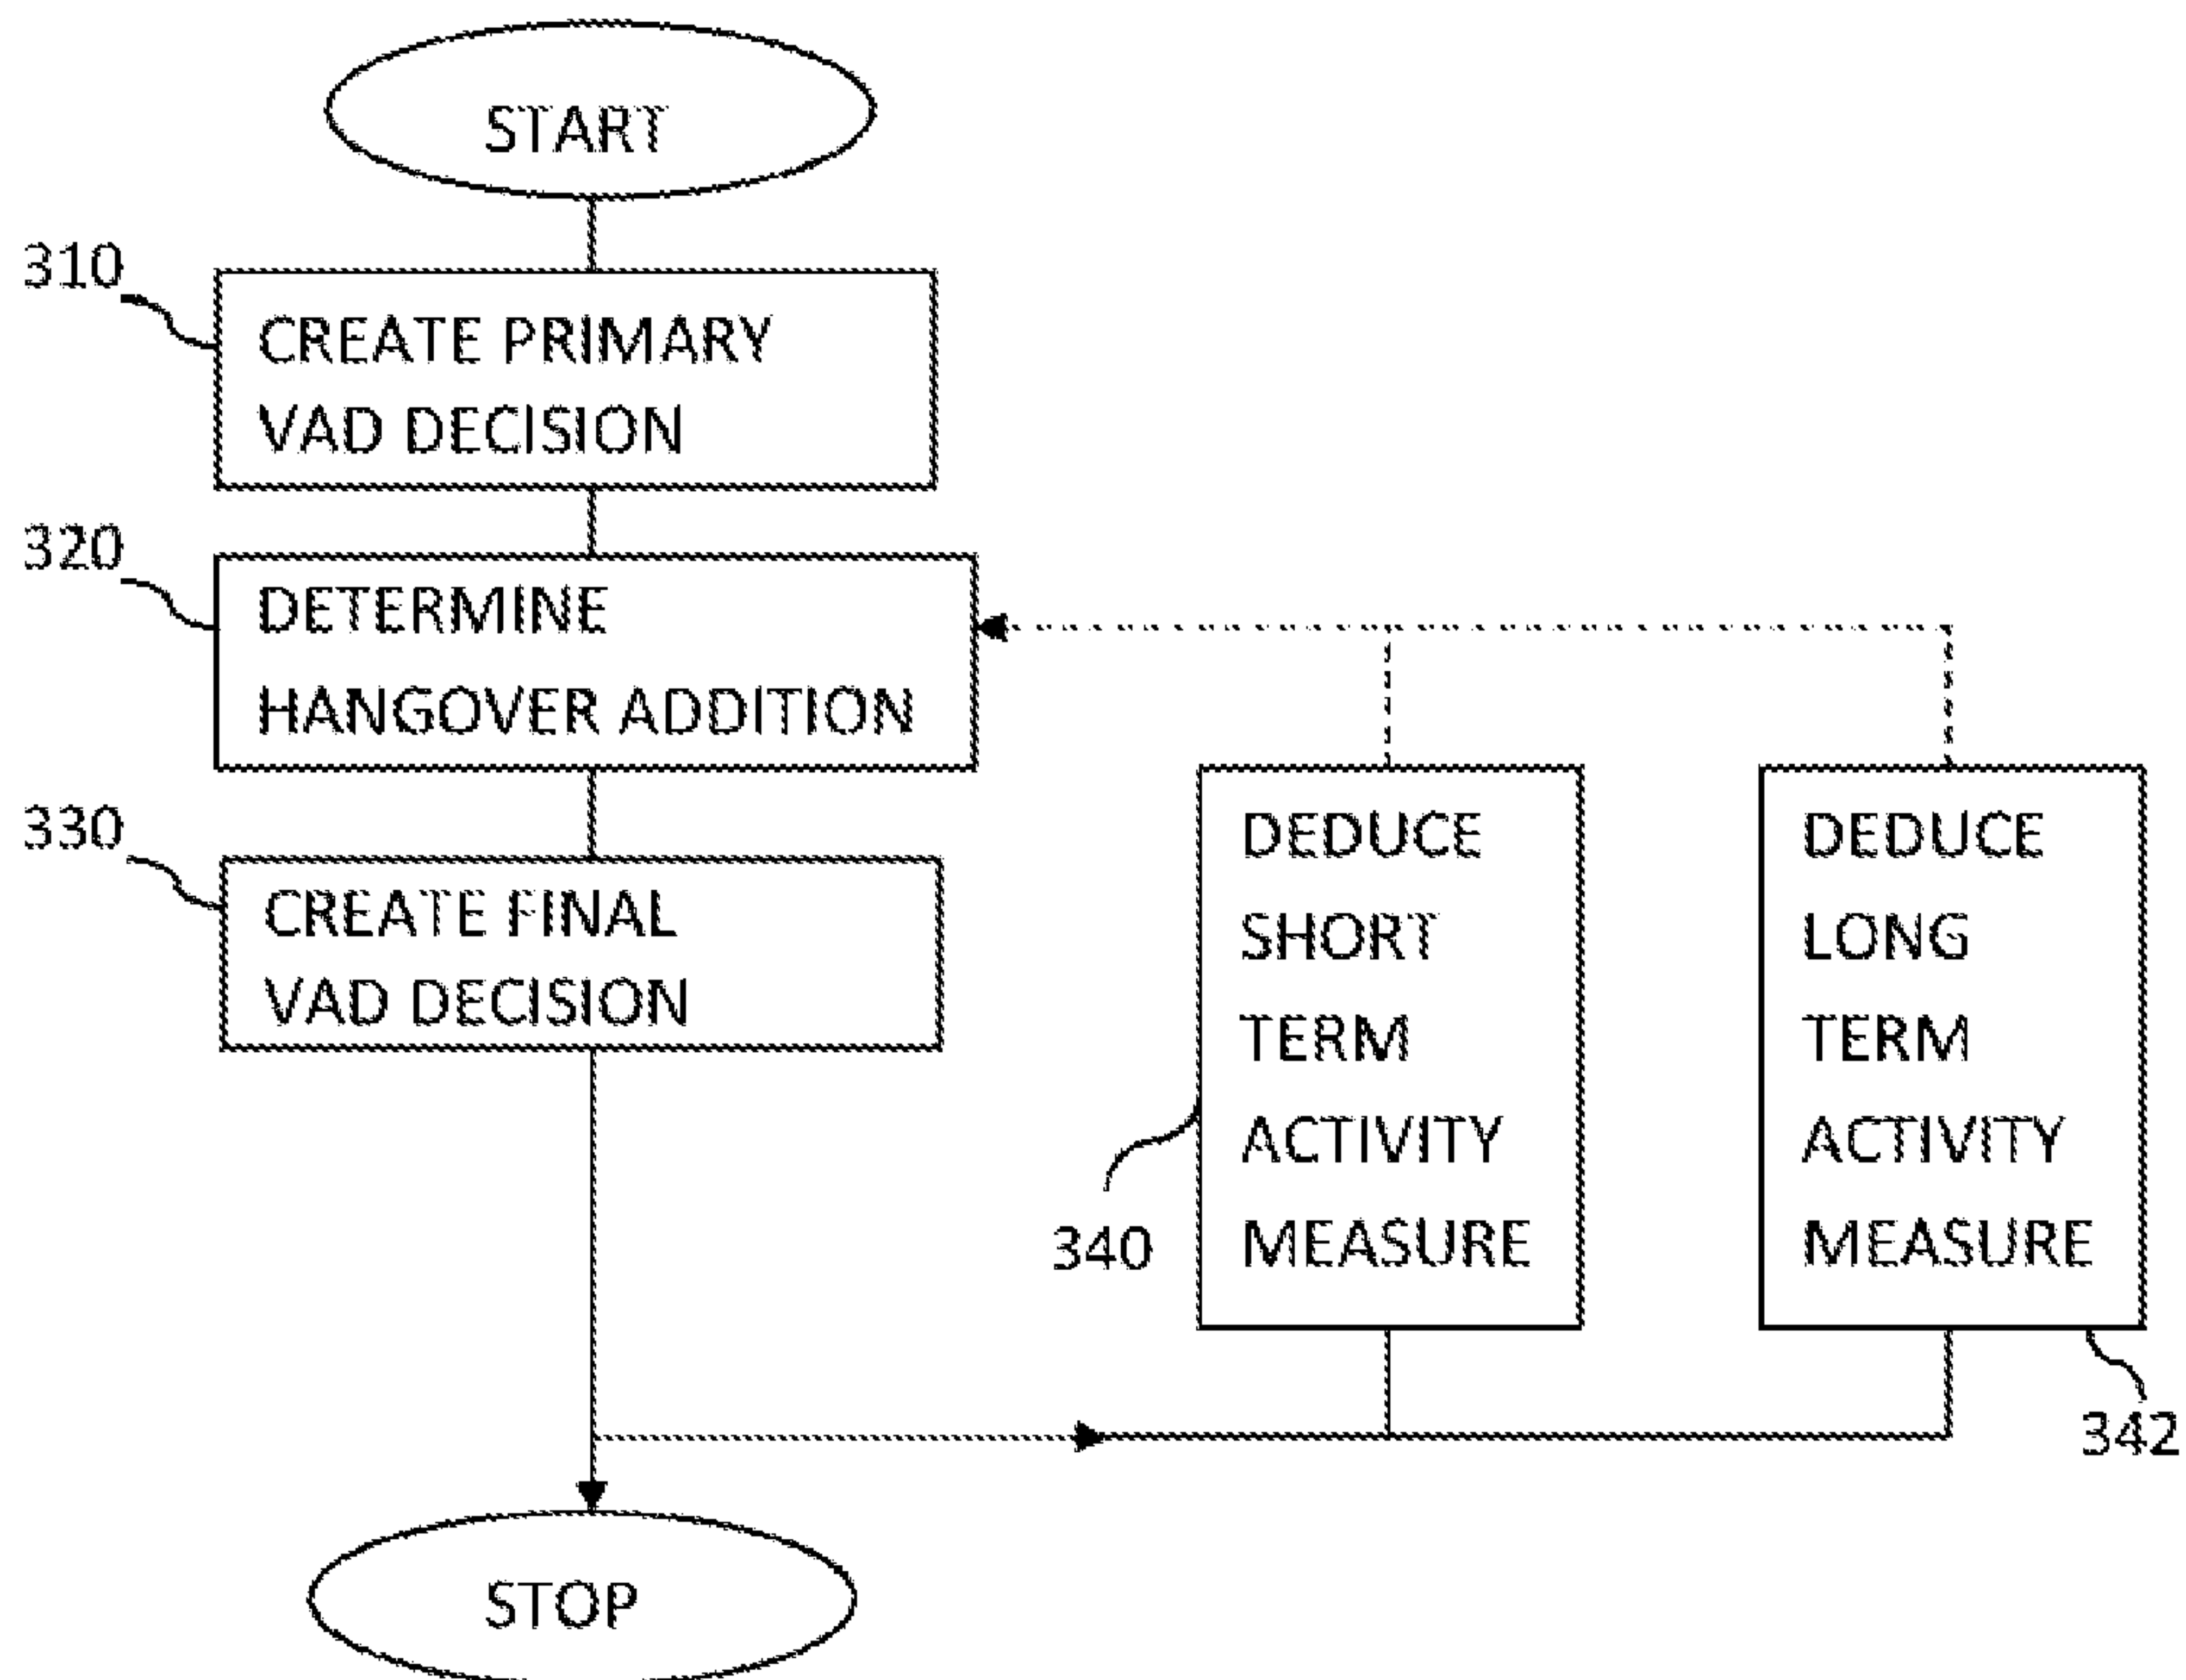 START
310
CREATE PRIMARY
VAD DECISION
320
DETERMINE
HANGOVER ADDITION
330
CREATE FINAL
VAD DECISION
DEDUCE
SHORT
TERM
ACTIVITY
MEASURE
340
DEDUCE
LONG
TERM
ACTIVITY
MEASURE
342
STOP